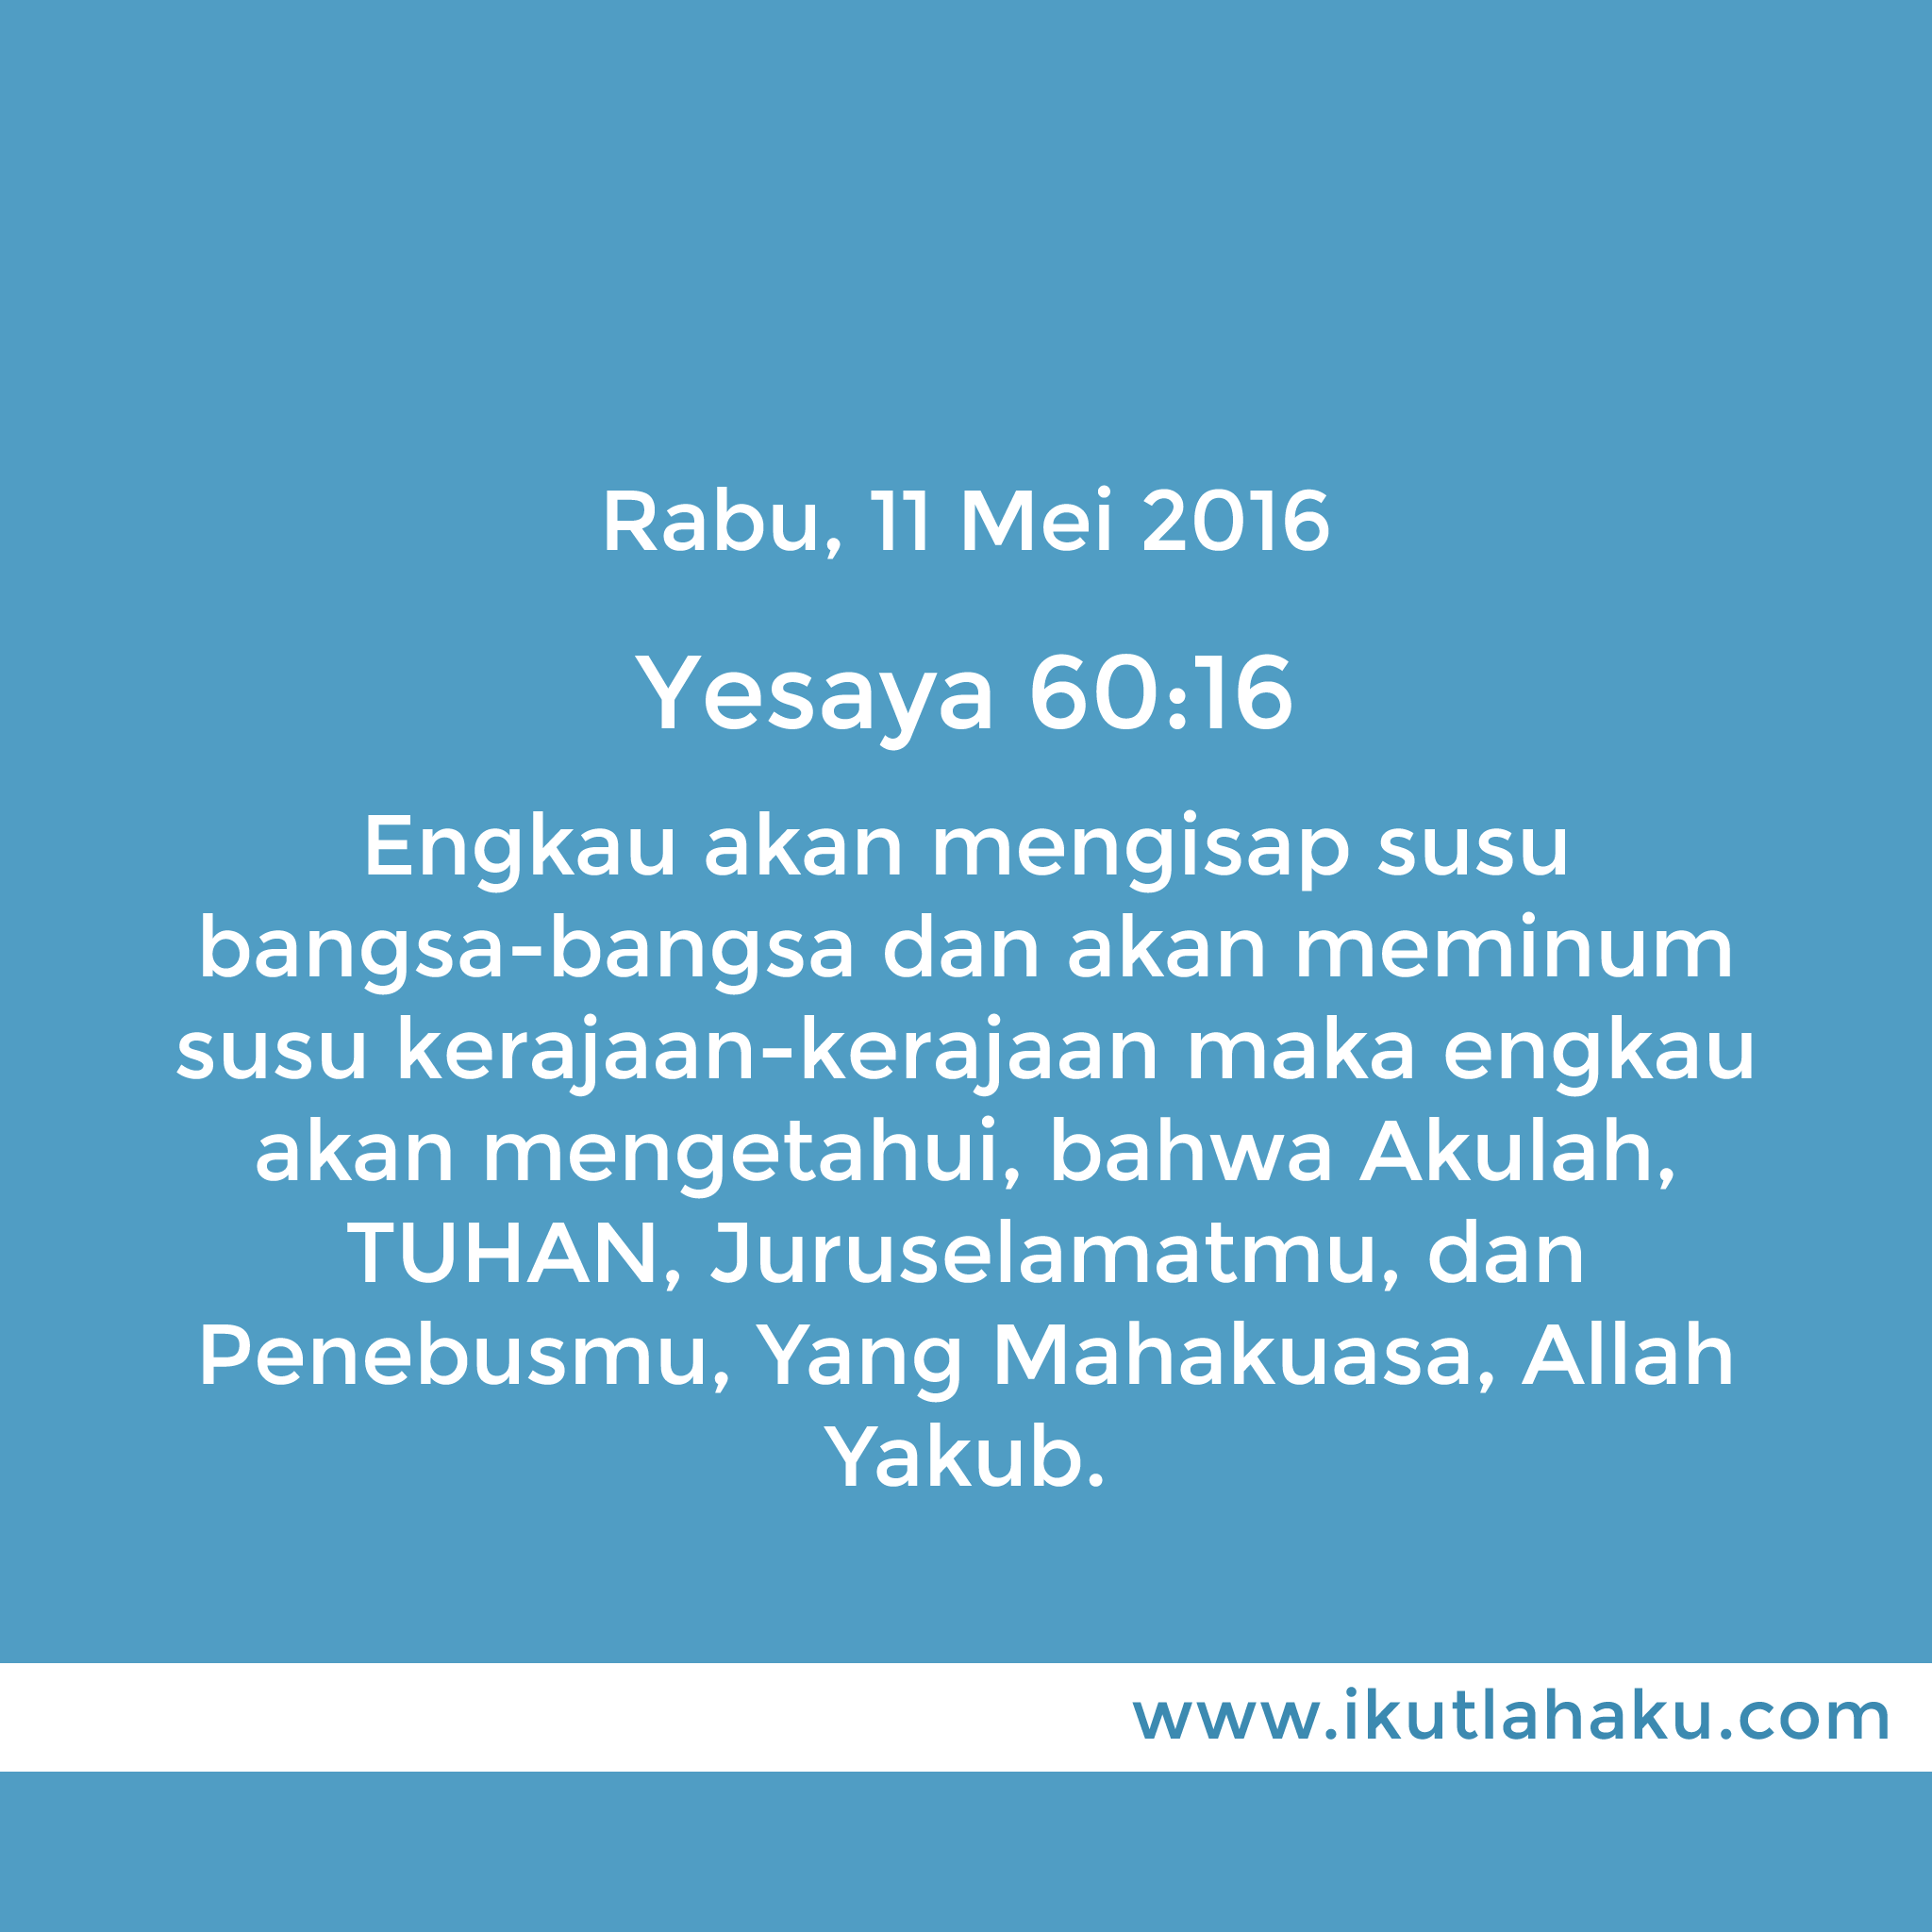 Rabu, 11 Mei 2016
Yesaya 60:16
Engkau akan mengisap susu
bangsa-bangsa dan akan meminum
susu kerajaan-kerajaan maka engkau
akan mengetahui, bahwa Akulah,
TUHAN, Juruselamatmu, dan
Penebusmu, Yang Mahakuasa, Allah
Yakub.
www.ikutlahaku.com